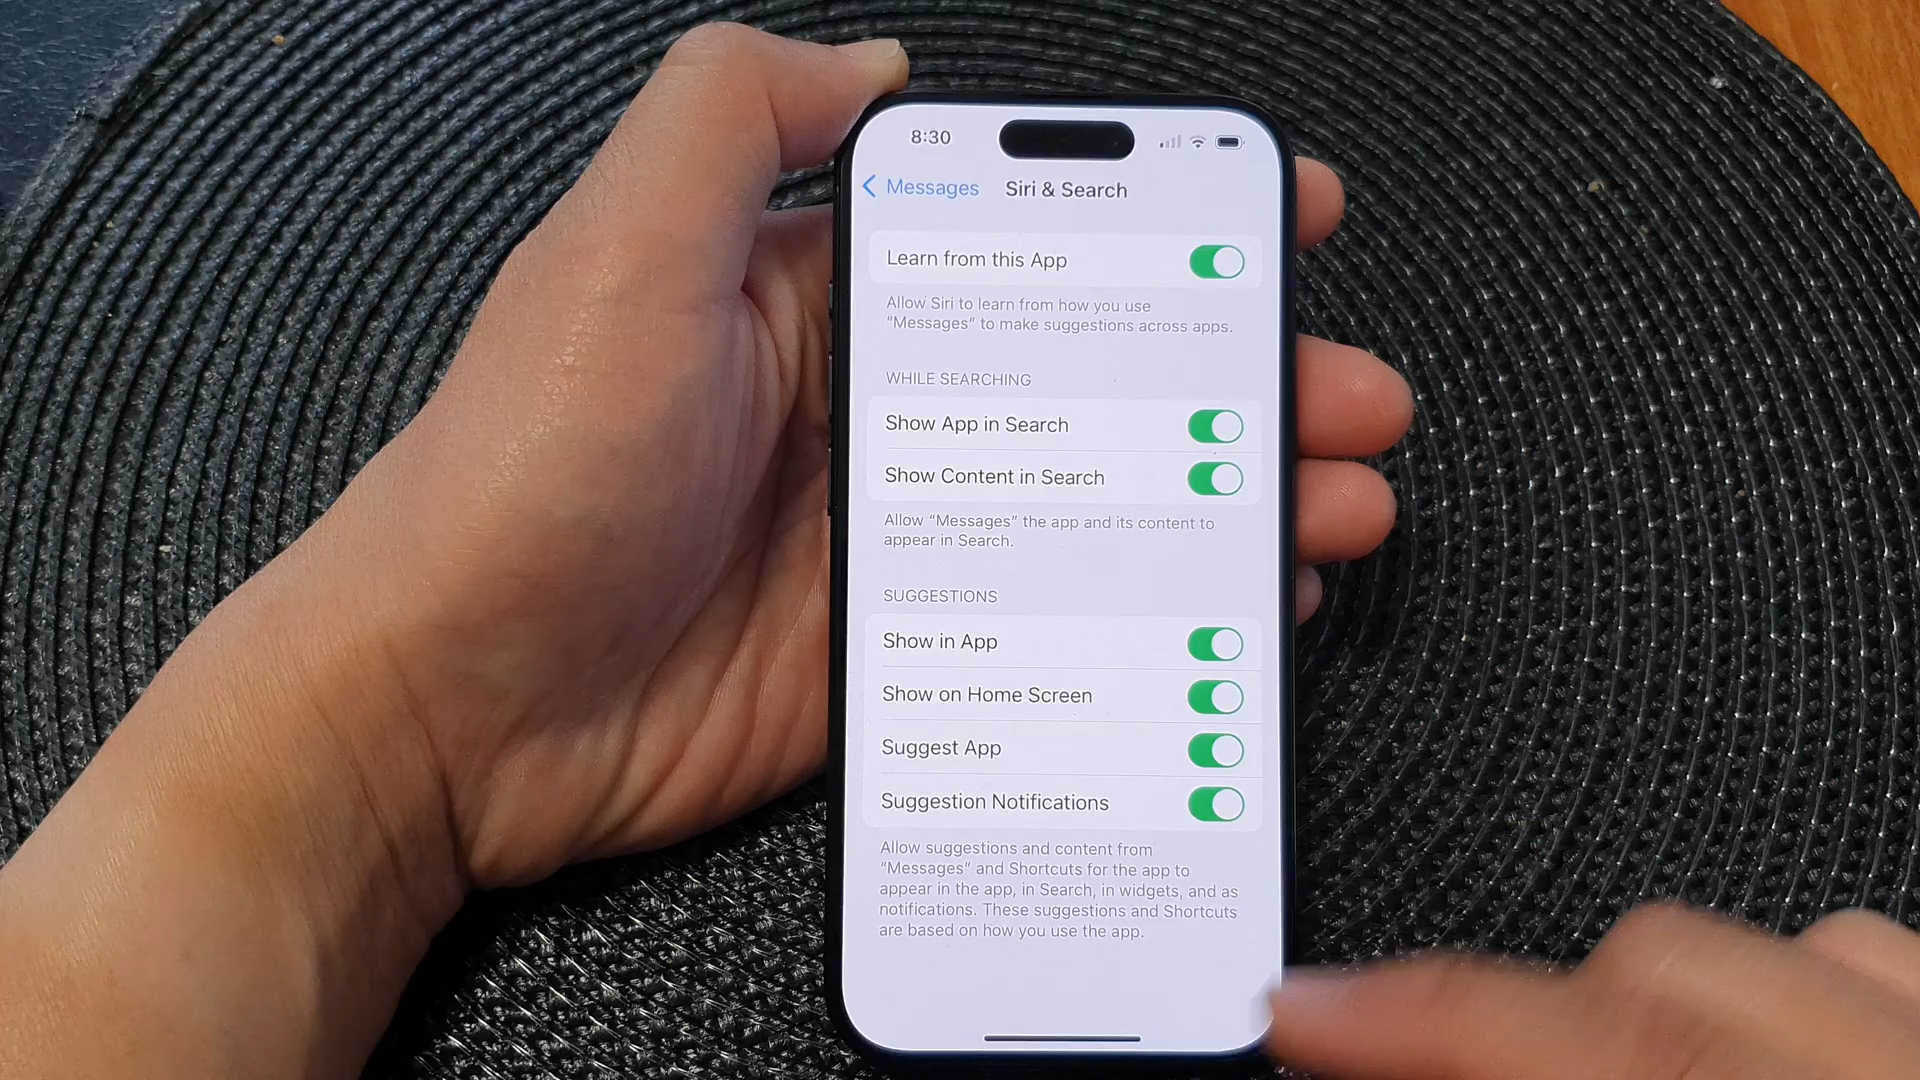 8:30
Messages Siri & Search
Learn from this App
Allow Siri to learn from how you use
“Messages” to make suggestions across apps.
WHILE SEARCHING
Show App in Search
Show Content in Search
Allow “Messages” the app and its content to
appear in Search.
SUGGESTIONS
Show in App
Show on Home Screen
Suggest App
Suggestion Notifications
Allow suggestions and content from
“Messages” and Shortcuts for the app to
appear in the app, in Search, in widgets, and as
notifications. These suggestions and Shortcuts
are based on how you use the app.